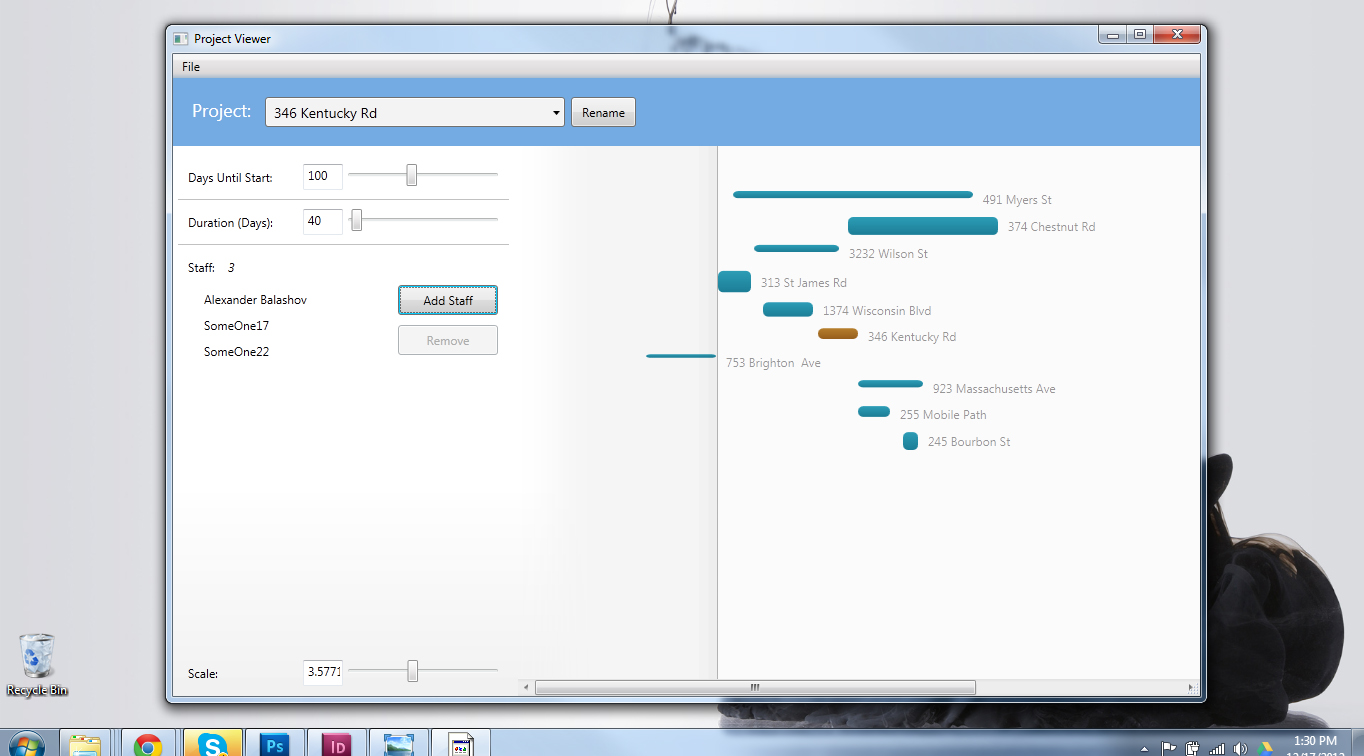 Project Viewer
File
Project: 346 Kentucky Rd Rename
Days Until Start: 100
Duration (Days): 40
Staff: 3
Alexander Balashov
SomeOne17
SomeOne22
Add Staff
Remove
491 Myers St
374 Chestnut Rd
3232 Wilson St
313 St James Rd
1374 Wisconsin Blvd
346 Kentucky Rd
753 Brighton  Ave
923 Massachusetts Ave
255 Mobile Path
245 Bourbon St
Scale: 3.5771
Recycle Bin
Ps
Id
1:30 PM